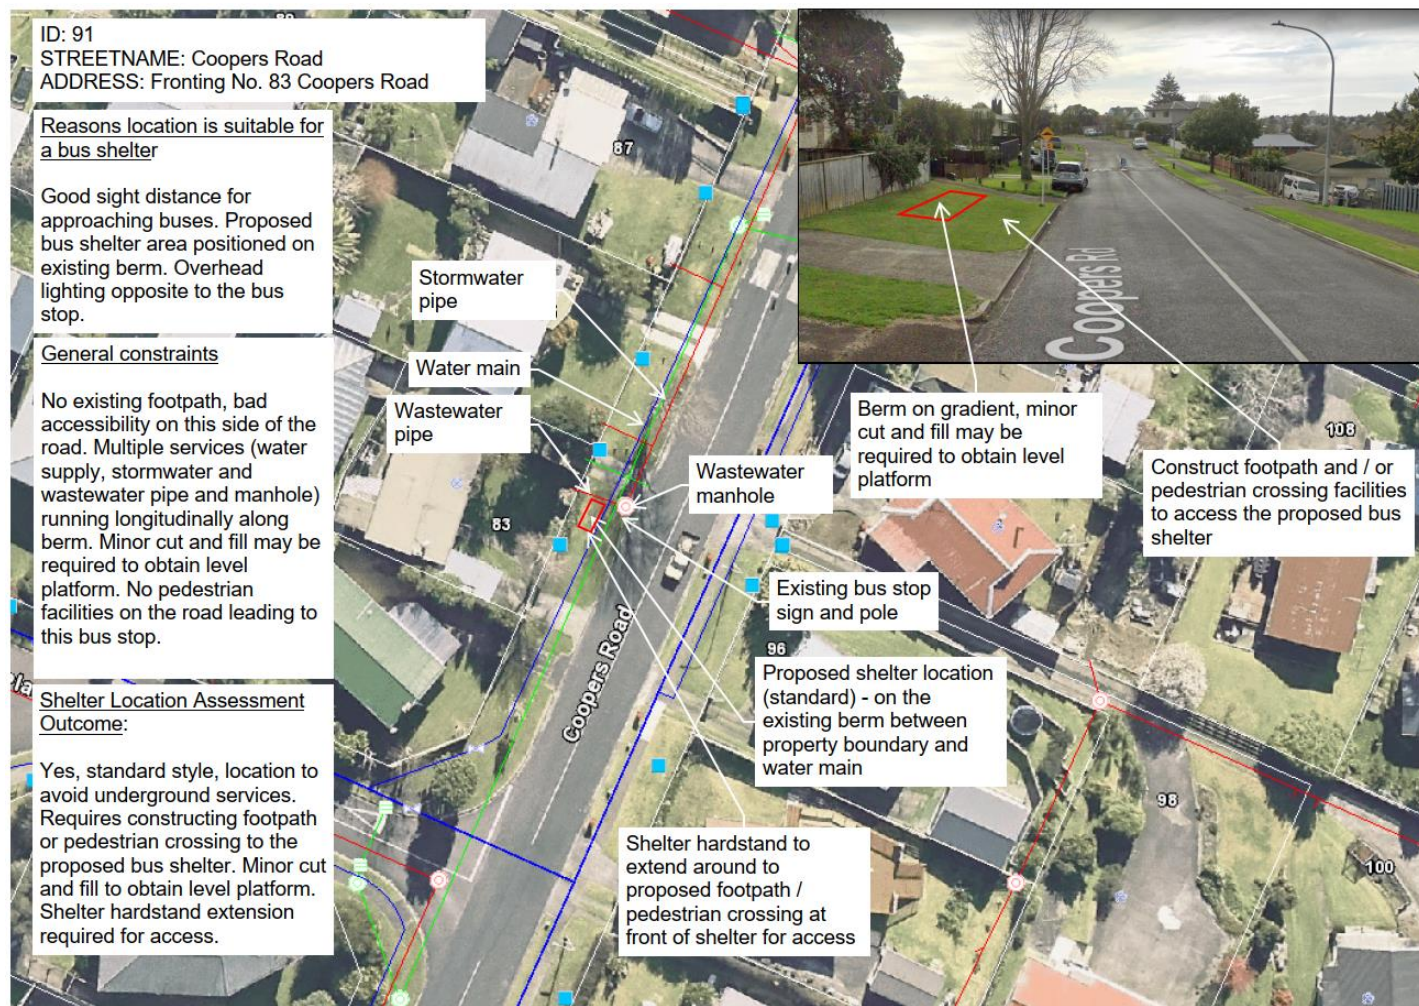 ID: 91
STREETNAME: Coopers Road
ADDRESS: Fronting No. 83 Coopers Road
Reasons location is suitable for
a bus shelter
Good sight distance for
approaching buses. Proposed
bus shelter area positioned on
existing berm. Overhead
lighting opposite to the bus
stop.
General constraints
No existing footpath, bad
accessibility on this side of the
road. Multiple services (water
supply, stormwater and
wastewater pipe and manhole)
running longitudinally along
berm. Minor cut and fill may be
required to obtain level
platform. No pedestrian
facilities on the road leading to
this bus stop.
Shelter Location Assessment
Outcome:
Yes, standard style, location to
avoid underground services.
Requires constructing footpath
or pedestrian crossing to the
proposed bus shelter. Minor cut
and fill to obtain level platform.
Shelter hardstand extension
required for access.
87
Stormwater
pipe
Water main
Wastewater
pipe
83
Wastewater
manhole
Existing bus stop
sign and pole
96
Proposed shelter location
(standard) - on the
existing berm between
property boundary and
water main
Shelter hardstand to
extend around to
proposed footpath /
pedestrian crossing at
front of shelter for access
Coopers Road
Coopers Rd
Berm on gradient, minor
cut and fill may be
required to obtain level
platform
108
Construct footpath and / or
pedestrian crossing facilities
to access the proposed bus
shelter
98
100